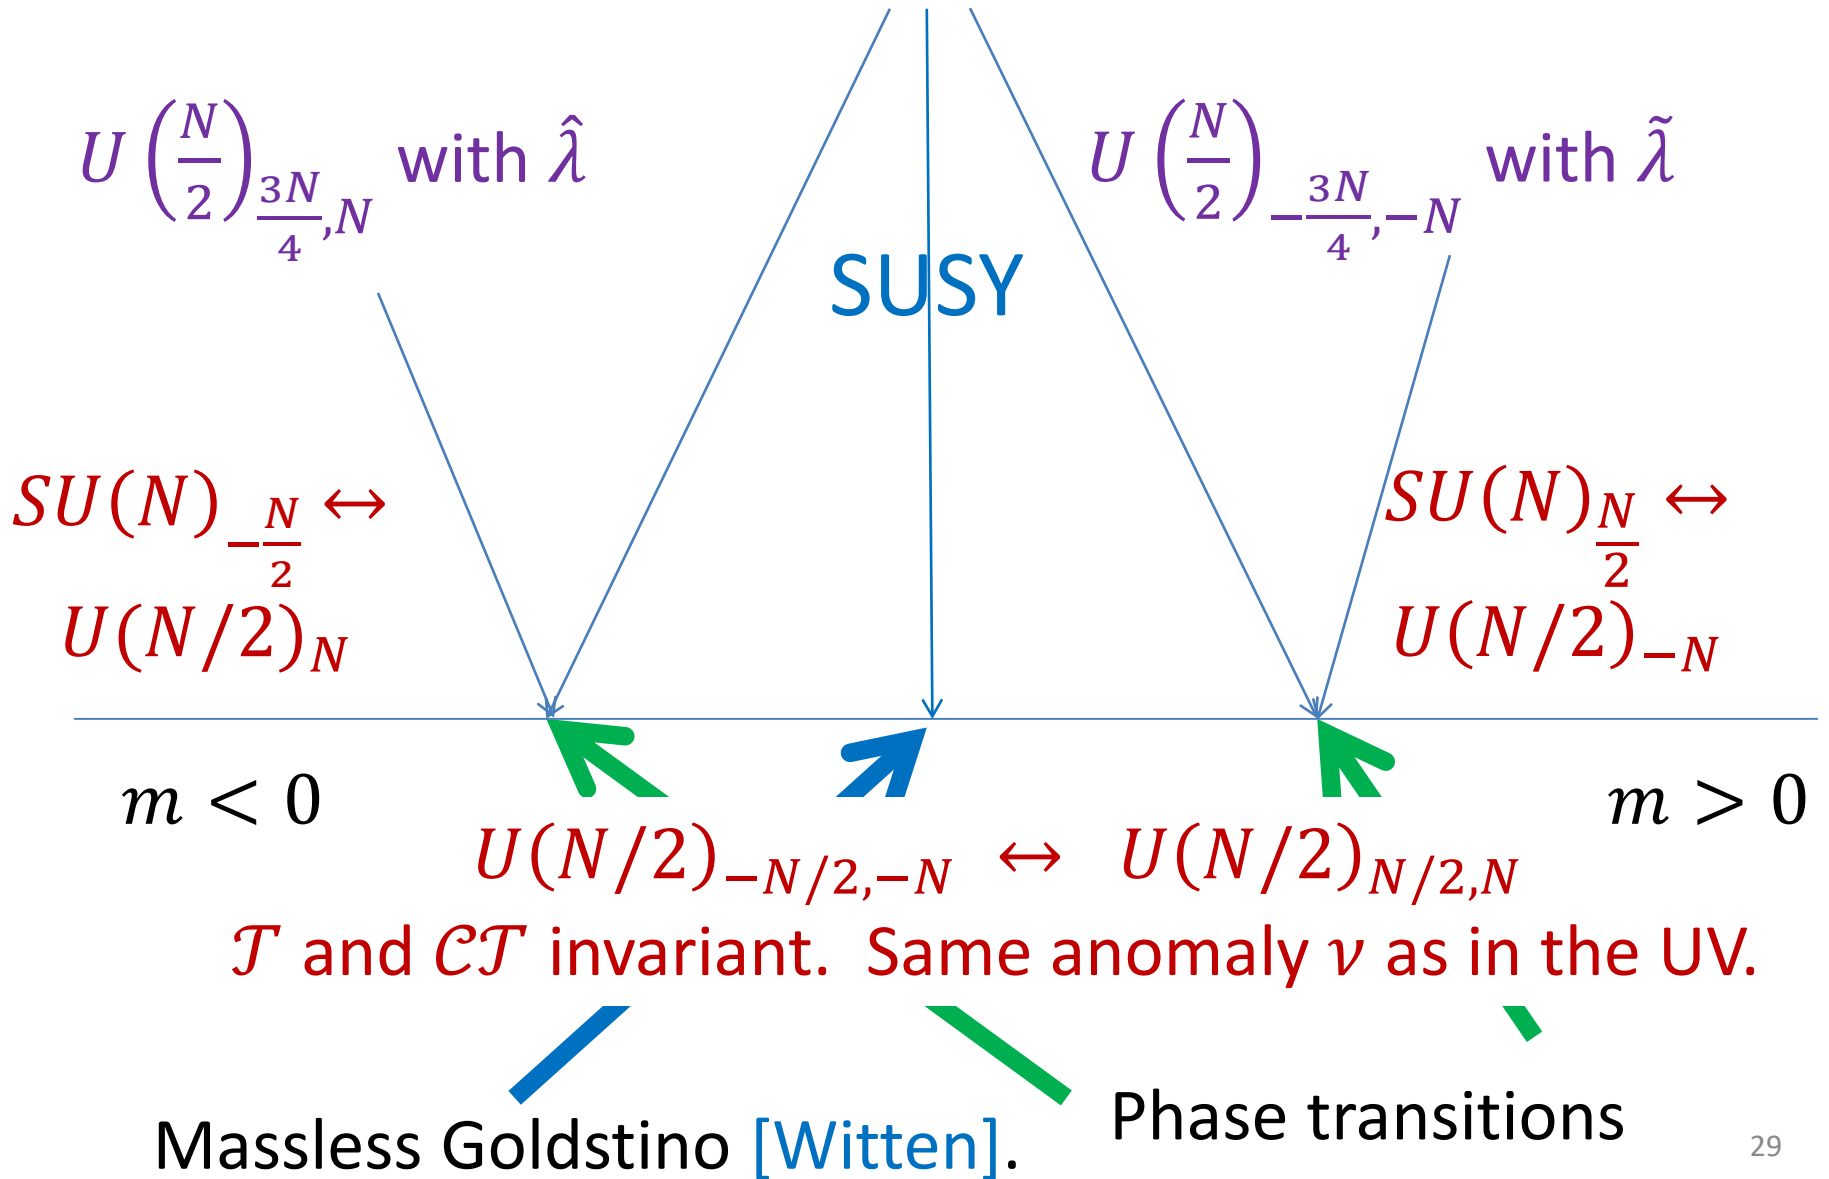 U(N/2)_{3N/4,N} with λ̂
U(N/2)_{-3N/4,-N} with λ̃
SUSY
SU(N)_{-N/2} ↔
U(N/2)_N
SU(N)_{N/2} ↔
U(N/2)_{-N}
m < 0
m > 0
U(N/2)_{-N/2,-N} ↔ U(N/2)_{N/2,N}
𝒯 and 𝒞𝒯 invariant. Same anomaly ν as in the UV.
Massless Goldstino [Witten].
Phase transitions
29